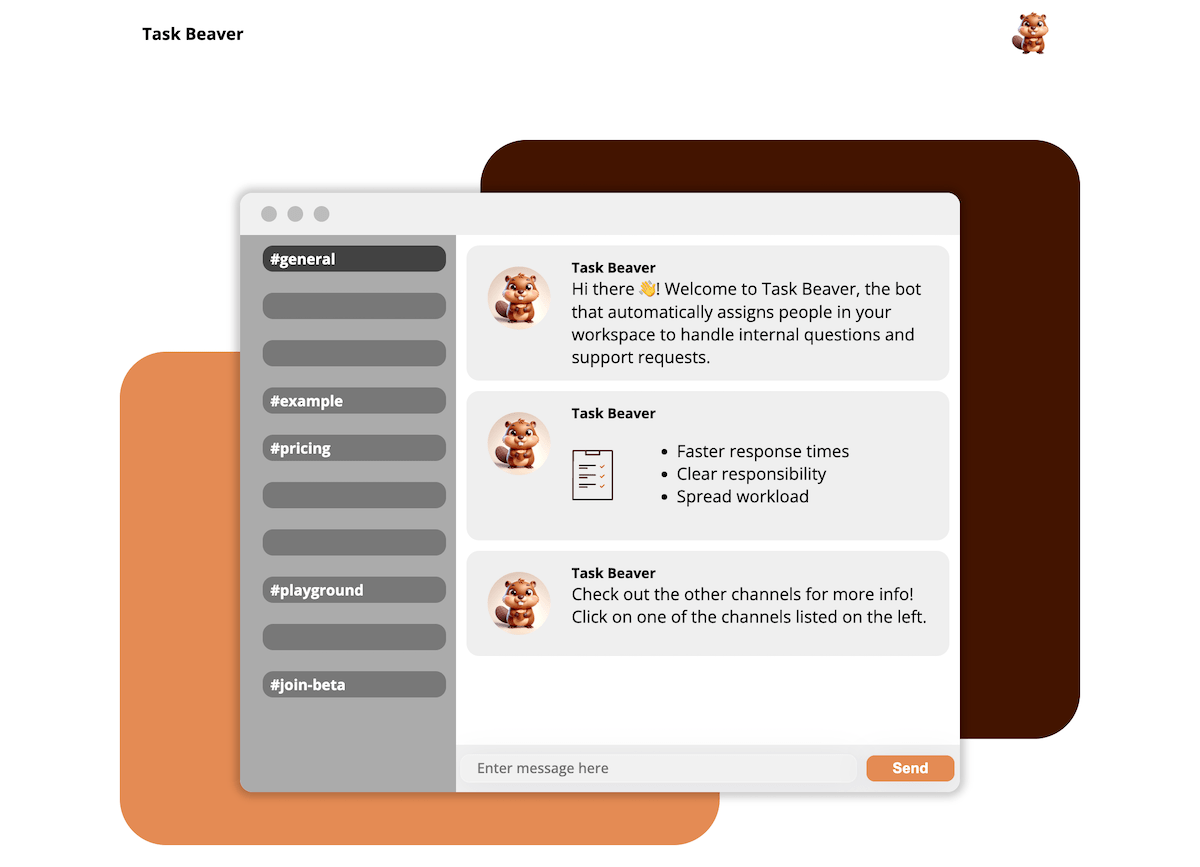 Task Beaver
#general
#example
#pricing
#playground
#join-beta
Task Beaver
Hi there 👋! Welcome to Task Beaver, the bot
that automatically assigns people in your
workspace to handle internal questions and
support requests.
Task Beaver
• Faster response times
• Clear responsibility
• Spread workload
Task Beaver
Check out the other channels for more info!
Click on one of the channels listed on the left.
Enter message here
Send